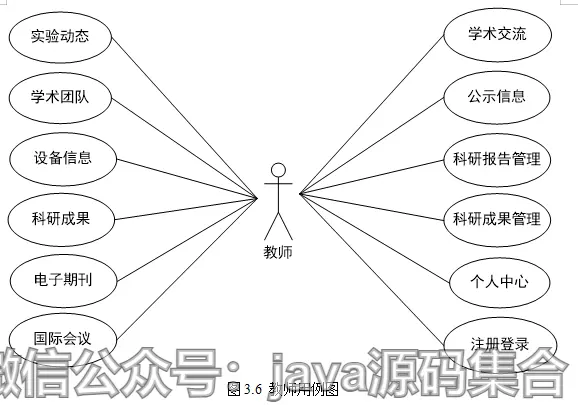 实验动态
学术团队
设备信息
科研成果
电子期刊
国际会议
教师
学术交流
公示信息
科研报告管理
科研成果管理
个人中心
注册登录
微信公众号：java源码集合
图 3.6 教师用例图